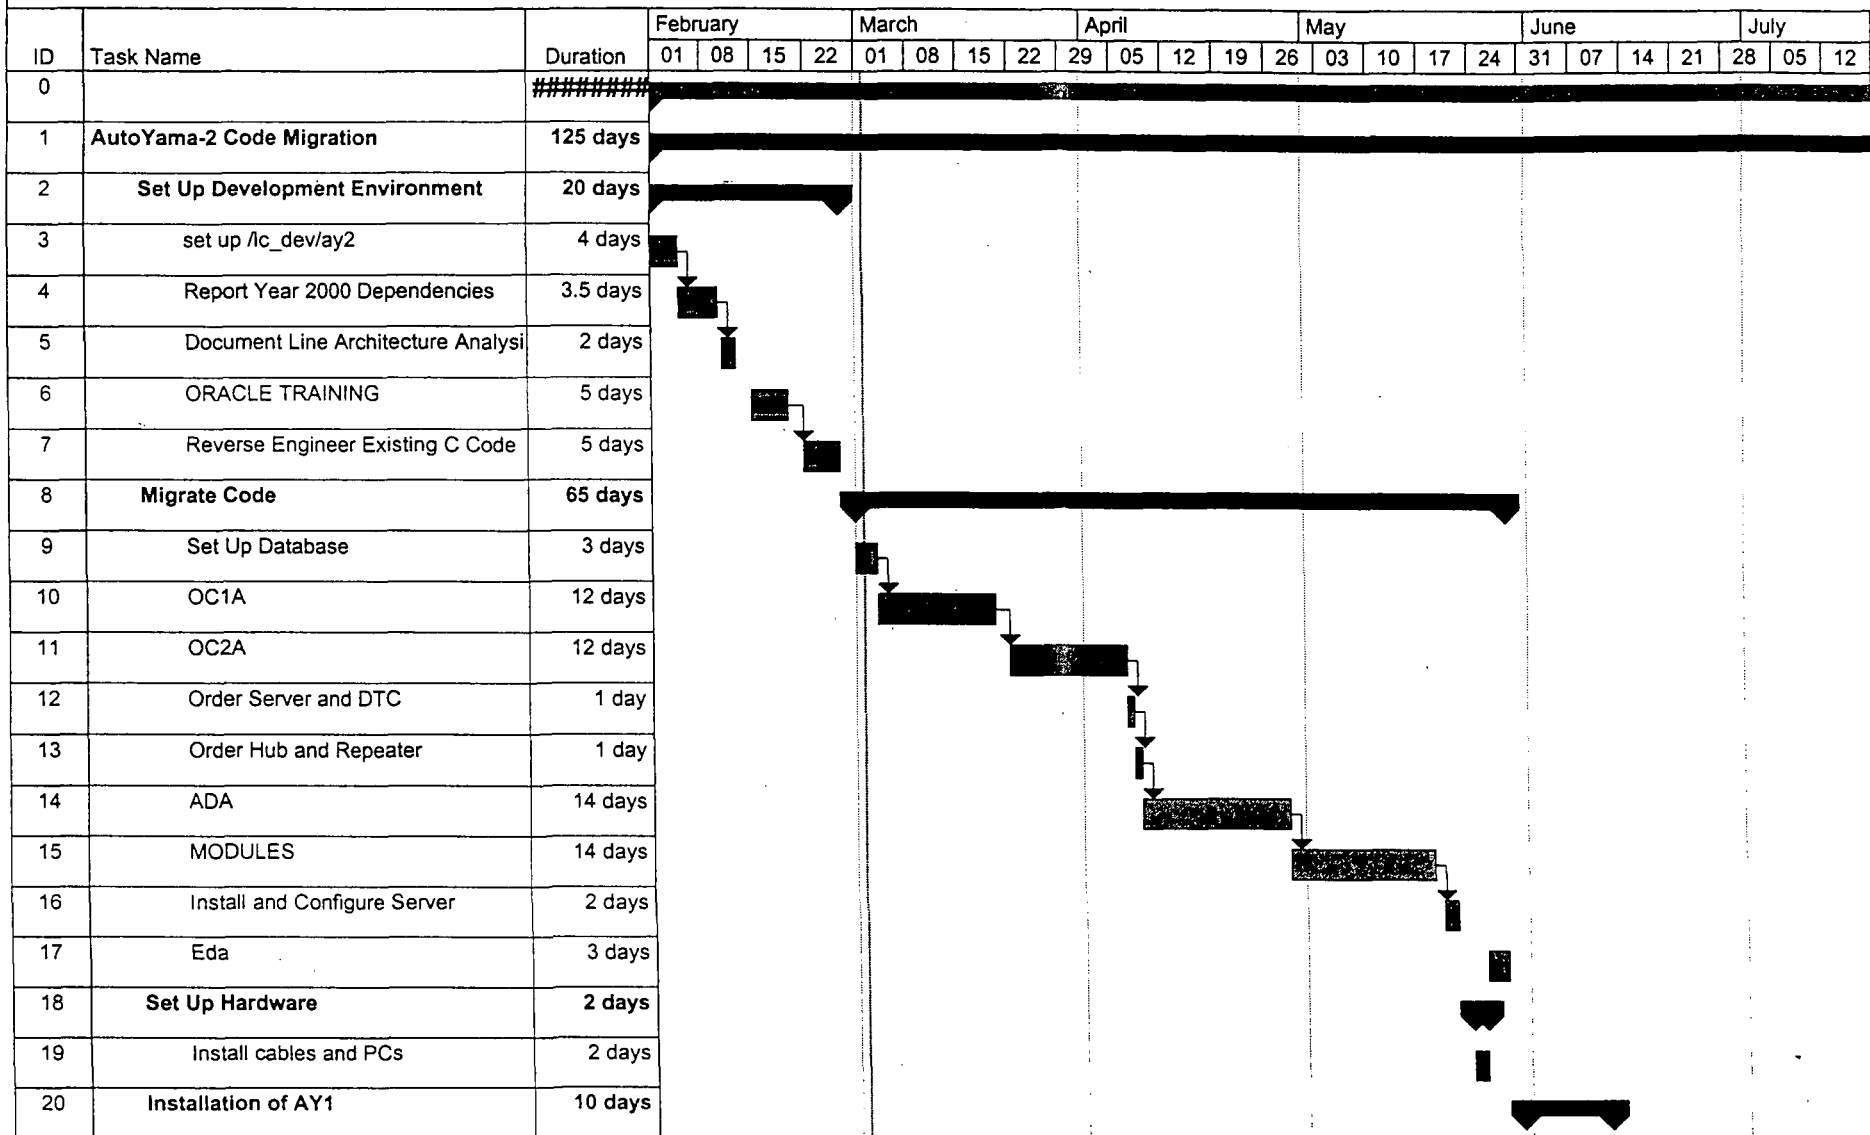 February March April May June July
ID Task Name Duration 01 08 15 22 01 08 15 22 29 05 12 19 26 03 10 17 24 31 07 14 21 28 05 12
0 ########
1 AutoYama-2 Code Migration 125 days
2 Set Up Development Environment 20 days
3 set up /lc_dev/ay2 4 days
4 Report Year 2000 Dependencies 3.5 days
5 Document Line Architecture Analysi 2 days
6 ORACLE TRAINING 5 days
7 Reverse Engineer Existing C Code 5 days
8 Migrate Code 65 days
9 Set Up Database 3 days
10 OC1A 12 days
11 OC2A 12 days
12 Order Server and DTC 1 day
13 Order Hub and Repeater 1 day
14 ADA 14 days
15 MODULES 14 days
16 Install and Configure Server 2 days
17 Eda 3 days
18 Set Up Hardware 2 days
19 Install cables and PCs 2 days
20 Installation of AY1 10 days